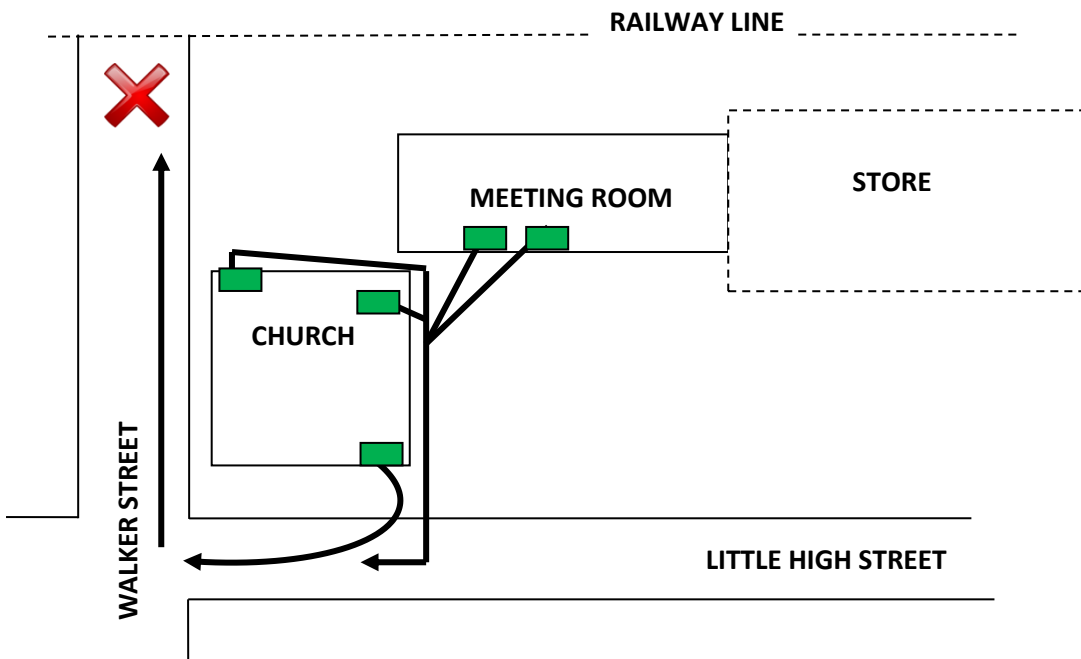 RAILWAY LINE
STORE
MEETING ROOM
CHURCH
WALKER STREET
LITTLE HIGH STREET